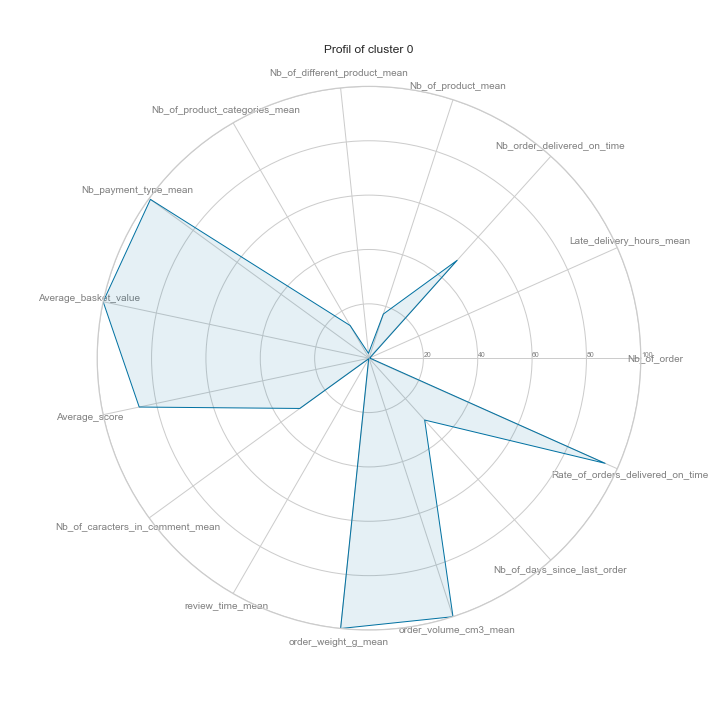 Profil of cluster 0
Nb_of_different_product_mean
Nb_of_product_mean
Nb_of_product_categories_mean
Nb_order_delivered_on_time
Nb_payment_type_mean
Late_delivery_hours_mean
Average_basket_value
20 40 60 80 100
Nb_of_order
Average_score
Rate_of_orders_delivered_on_time
Nb_of_caracters_in_comment_mean
Nb_of_days_since_last_order
review_time_mean
order_volume_cm3_mean
order_weight_g_mean